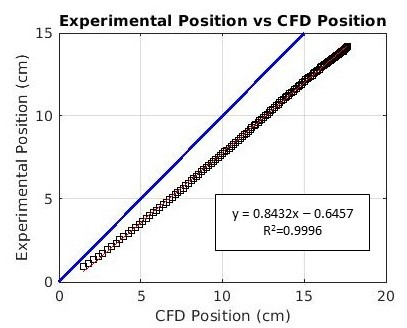 Experimental Position vs CFD Position
15
10
5
0
Experimental Position (cm)
y = 0.8432x – 0.6457
R²=0.9996
0 5 10 15 20
CFD Position (cm)